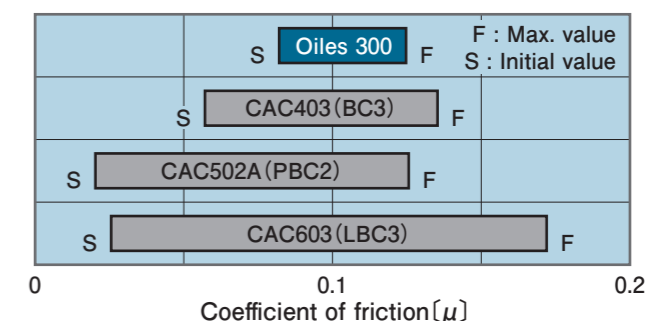 F : Max. value
S : Initial value
S Oiles 300 F
S CAC403(BC3) F
S CAC502A(PBC2) F
S CAC603(LBC3) F
0 0.1 0.2
Coefficient of friction〔μ〕